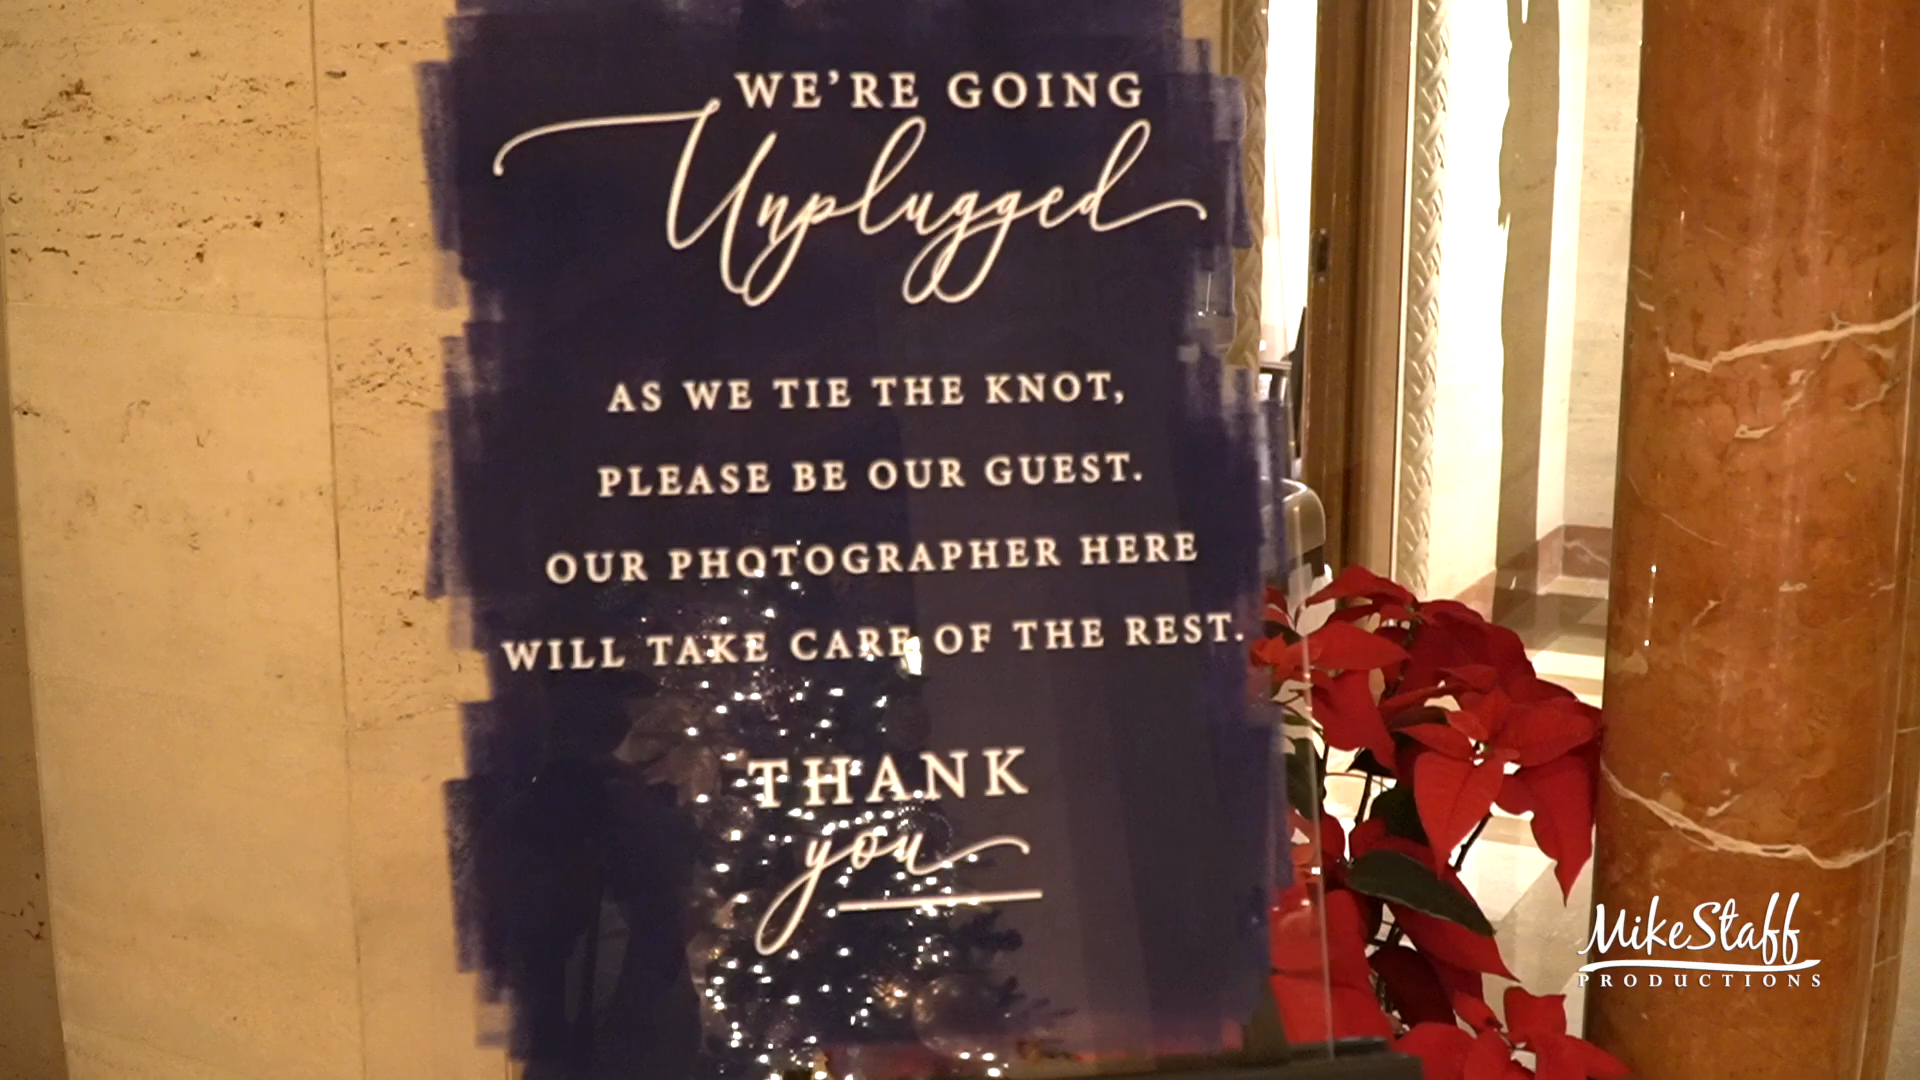 WE'RE GOING
Unplugged
AS WE TIE THE KNOT,
PLEASE BE OUR GUEST.
OUR PHOTOGRAPHER HERE
WILL TAKE CARE OF THE REST.
THANK
you
MikeStaff
PRODUCTIONS